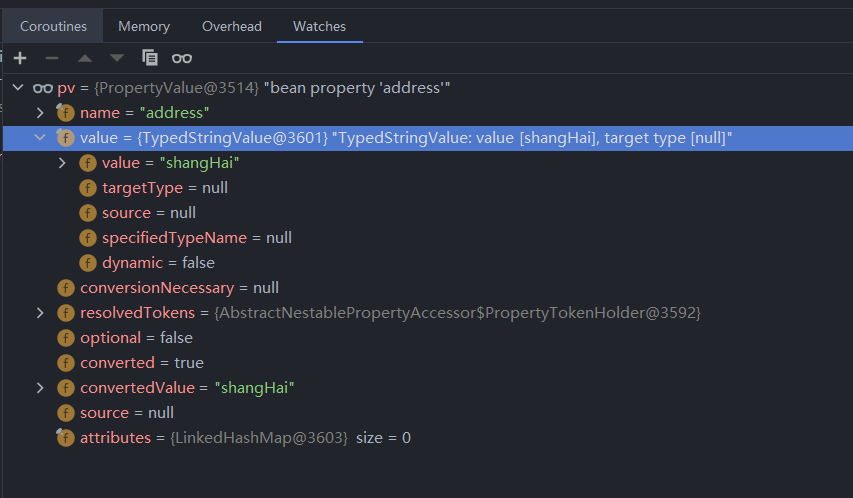 Coroutines Memory Overhead Watches
pv = {PropertyValue@3514} "bean property 'address'"
f name = "address"
f value = {TypedStringValue@3601} "TypedStringValue: value [shangHai], target type [null]"
f value = "shangHai"
f targetType = null
f source = null
f specifiedTypeName = null
f dynamic = false
f conversionNecessary = null
f resolvedTokens = {AbstractNestablePropertyAccessor$PropertyTokenHolder@3592}
f optional = false
f converted = true
f convertedValue = "shangHai"
f source = null
f attributes = {LinkedHashMap@3603} size = 0